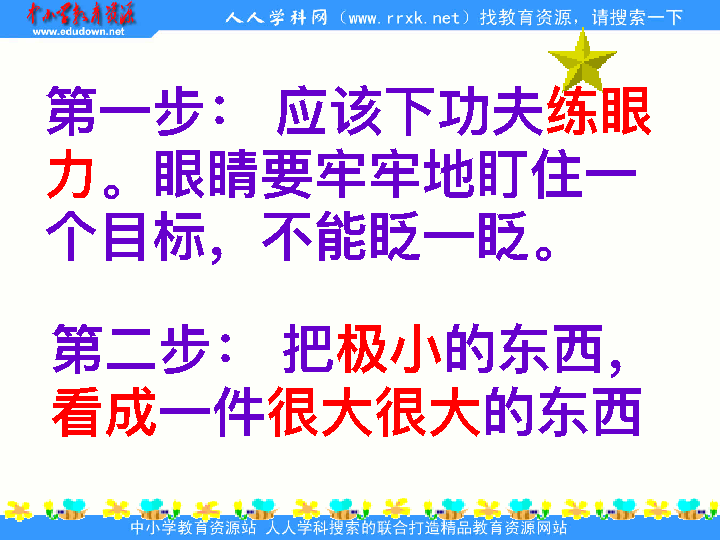 中小学教育资源
www.edudown.net
人人学科网（www.rrxk.net）找教育资源，请搜索一下
第一步： 应该下功夫练眼
力。眼睛要牢牢地盯住一
个目标，不能眨一眨。
第二步： 把极小的东西，
看成一件很大很大的东西
中小学教育资源站 人人学科搜索的联合打造精品教育资源网站